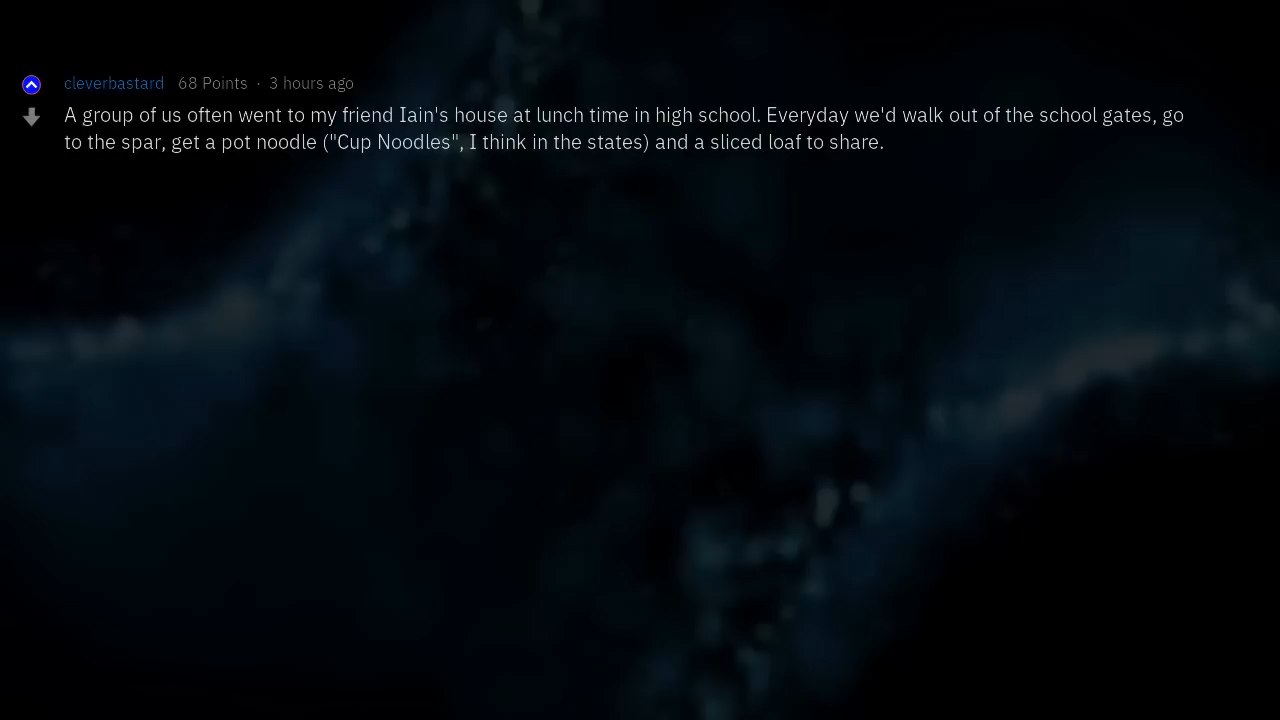 cleverbastard 68 Points · 3 hours ago
A group of us often went to my friend Iain's house at lunch time in high school. Everyday we'd walk out of the school gates, go
to the spar, get a pot noodle ("Cup Noodles", I think in the states) and a sliced loaf to share.